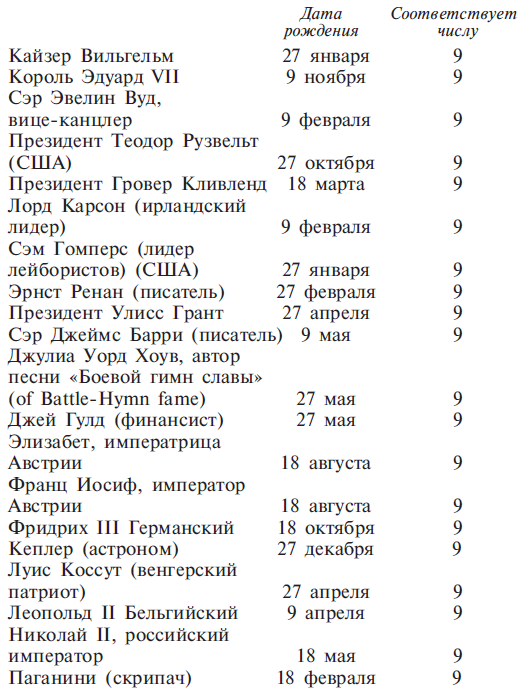 Дата Соответствует
рождения числу
Кайзер Вильгельм 27 января 9
Король Эдуард VII 9 ноября 9
Сэр Эвелин Вуд,
вице-канцлер 9 февраля 9
Президент Теодор Рузвельт
(США) 27 октября 9
Президент Гровер Кливленд 18 марта 9
Лорд Карсон (ирландский
лидер) 9 февраля 9
Сэм Гомперс (лидер
лейбористов) (США) 27 января 9
Эрнст Ренан (писатель) 27 февраля 9
Президент Улисс Грант 27 апреля 9
Сэр Джеймс Барри (писатель) 9 мая 9
Джулиа Уорд Хоув, автор
песни «Боевой гимн славы»
(of Battle-Hymn fame) 27 мая 9
Джей Гулд (финансист) 27 мая 9
Элизабет, императрица
Австрии 18 августа 9
Франц Иосиф, император
Австрии 18 августа 9
Фридрих III Германский 18 октября 9
Кеплер (астроном) 27 декабря 9
Луис Коссут (венгерский
патриот) 27 апреля 9
Леопольд II Бельгийский 9 апреля 9
Николай II, российский
император 18 мая 9
Паганини (скрипач) 18 февраля 9